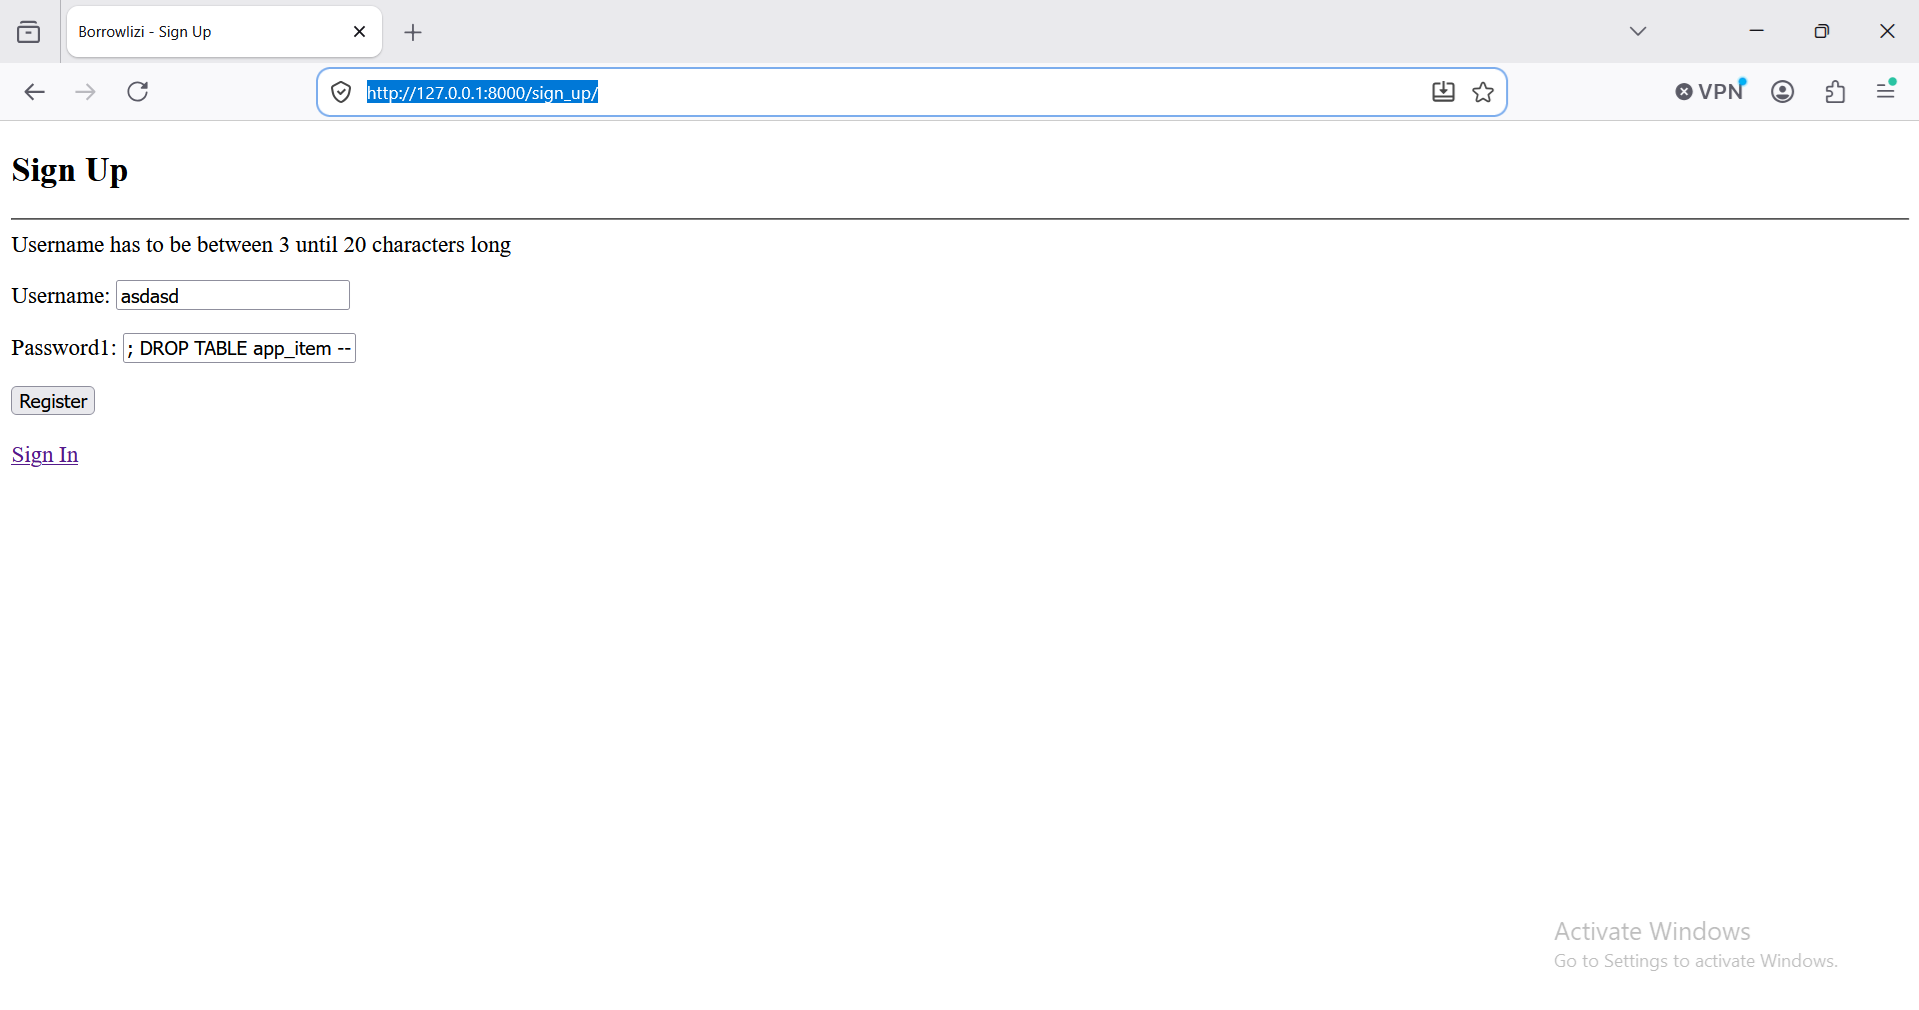 Borrowlizi - Sign Up
http://127.0.0.1:8000/sign_up/
VPN
Sign Up
Username has to be between 3 until 20 characters long
Username: asdasd
Password1: ; DROP TABLE app_item --
Register
Sign In
Activate Windows
Go to Settings to activate Windows.